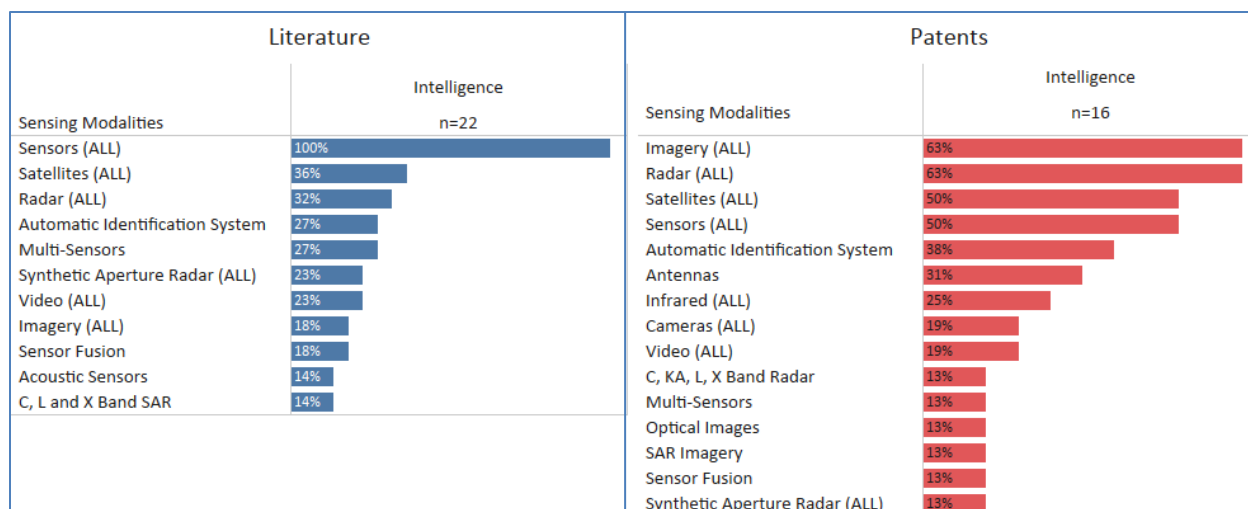 Literature
Intelligence
Sensing Modalities n=22
Sensors (ALL) 100%
Satellites (ALL) 36%
Radar (ALL) 32%
Automatic Identification System 27%
Multi-Sensors 27%
Synthetic Aperture Radar (ALL) 23%
Video (ALL) 23%
Imagery (ALL) 18%
Sensor Fusion 18%
Acoustic Sensors 14%
C, L and X Band SAR 14%
Patents
Intelligence
Sensing Modalities n=16
Imagery (ALL) 63%
Radar (ALL) 63%
Satellites (ALL) 50%
Sensors (ALL) 50%
Automatic Identification System 38%
Antennas 31%
Infrared (ALL) 25%
Cameras (ALL) 19%
Video (ALL) 19%
C, KA, L, X Band Radar 13%
Multi-Sensors 13%
Optical Images 13%
SAR Imagery 13%
Sensor Fusion 13%
Synthetic Aperture Radar (ALL) 13%